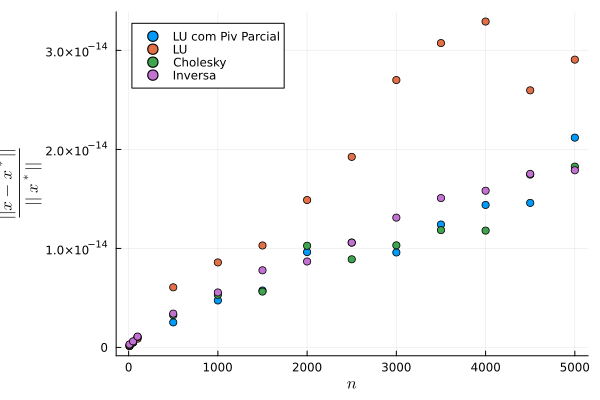 LU com Piv Parcial
LU
Cholesky
Inversa
3.0×10⁻¹⁴
2.0×10⁻¹⁴
1.0×10⁻¹⁴
0
||x − x*||
||x*||
0 1000 2000 3000 4000 5000
n